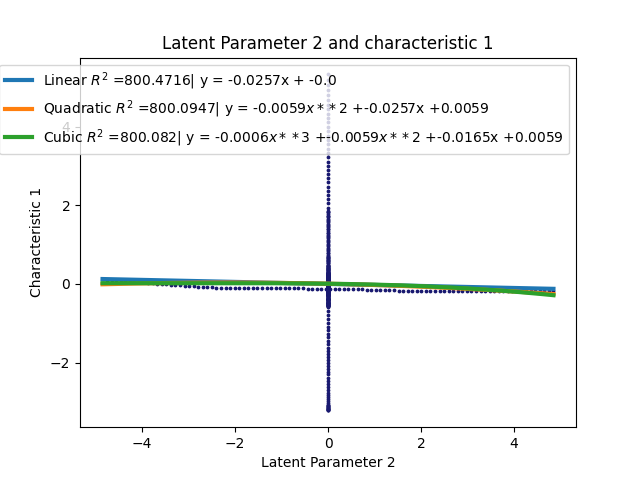 Latent Parameter 2 and characteristic 1
Linear R² =800.4716| y = -0.0257x + -0.0
Quadratic R² =800.0947| y = -0.0059x * *2 +-0.0257x +0.0059
Cubic R² =800.082| y = -0.0006x * *3 +-0.0059x * *2 +-0.0165x +0.0059
4
2
0
−2
Characteristic 1
−4
−2
0
2
4
Latent Parameter 2